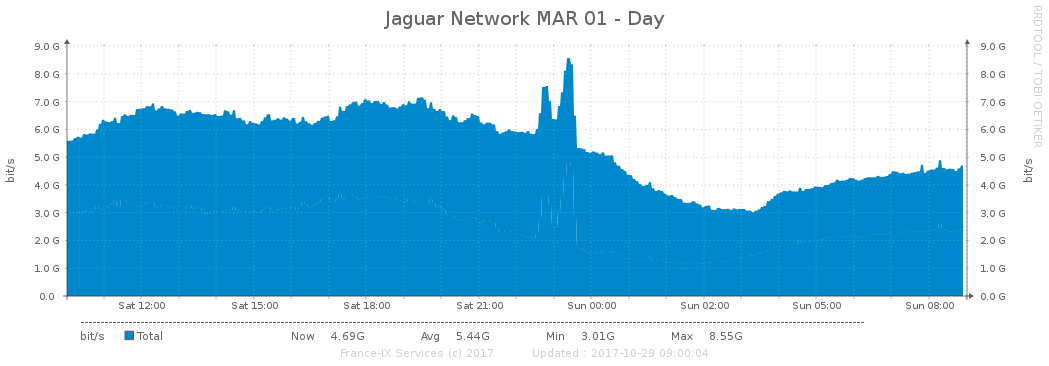 Jaguar Network MAR 01 - Day
RRDTOOL / TOBI OETIKER
9.0 G 9.0 G
8.0 G 8.0 G
7.0 G 7.0 G
6.0 G 6.0 G
5.0 G 5.0 G
4.0 G 4.0 G
3.0 G 3.0 G
2.0 G 2.0 G
1.0 G 1.0 G
0.0 0.0 G
bit/s bit/s
Sat 12:00 Sat 15:00 Sat 18:00 Sat 21:00 Sun 00:00 Sun 02:00 Sun 05:00 Sun 08:00
bit/s Total Now 4.69G Avg 5.44G Min 3.01G Max 8.55G
France-IX Services (c) 2017 Updated : 2017-10-29 09:00:04